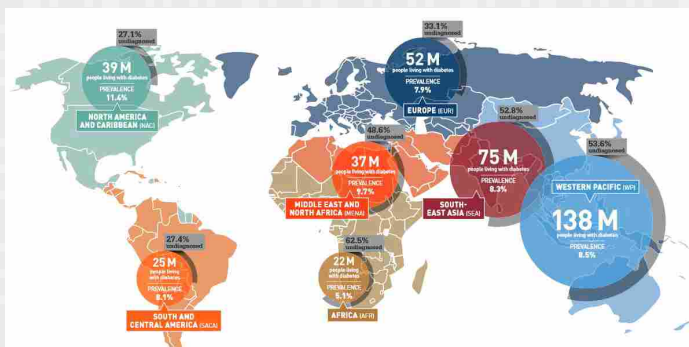 27.1%
undiagnosed
39 M
people living with diabetes
PREVALENCE
11.4%
NORTH AMERICA
AND CARIBBEAN (NAC)
33.1%
undiagnosed
52 M
people living with diabetes
PREVALENCE
7.9%
EUROPE (EUR)
48.6%
undiagnosed
37 M
people living with diabetes
PREVALENCE
9.7%
MIDDLE EAST AND
NORTH AFRICA (MENA)
52.8%
undiagnosed
75 M
people living with diabetes
PREVALENCE
8.3%
SOUTH-
EAST ASIA (SEA)
53.6%
undiagnosed
WESTERN PACIFIC (WP)
138 M
people living with diabetes
PREVALENCE
8.5%
27.4%
undiagnosed
25 M
people living
with diabetes
PREVALENCE
8.1%
SOUTH AND
CENTRAL AMERICA (SACA)
62.5%
undiagnosed
22 M
people living
with diabetes
PREVALENCE
5.1%
AFRICA (AFR)